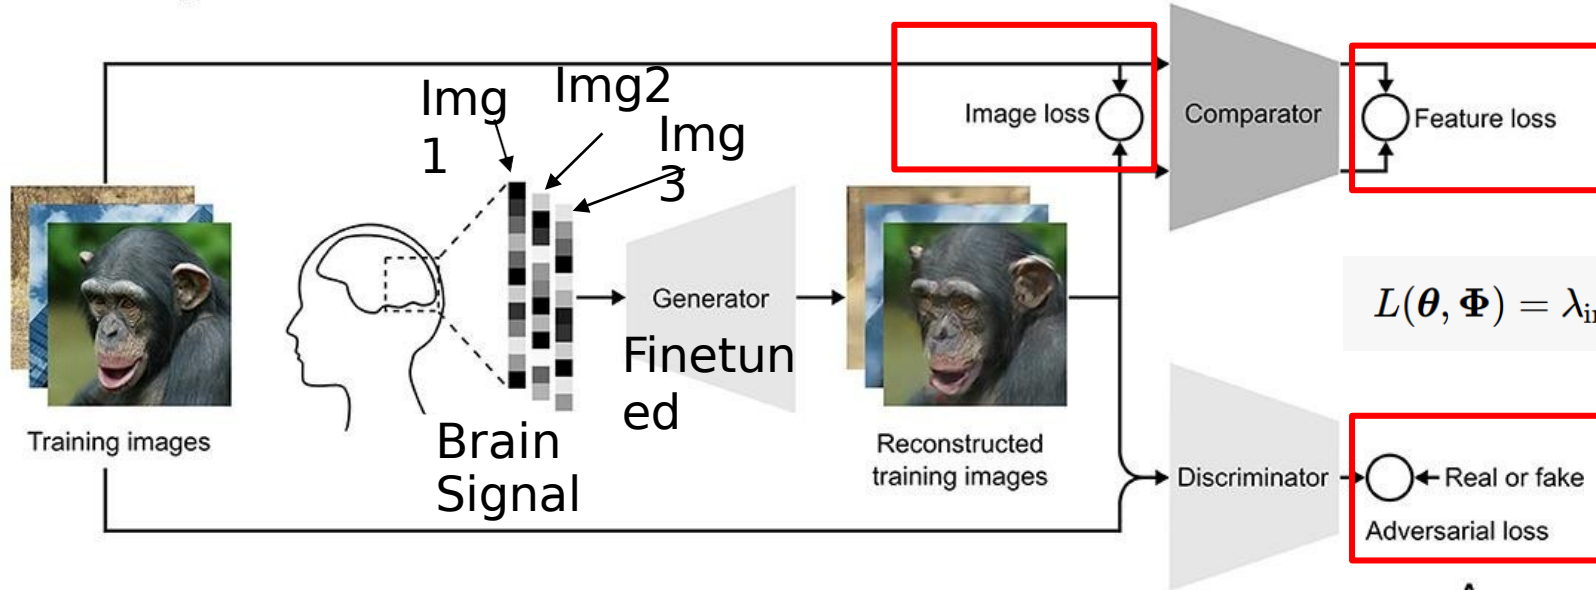 Img
1
Img2
Img
3
Image loss
Comparator
Feature loss
Generator
Finetun
ed
L(θ, Φ) = λ
Training images
Brain
Signal
Reconstructed
training images
Discriminator
Real or fake
Adversarial loss